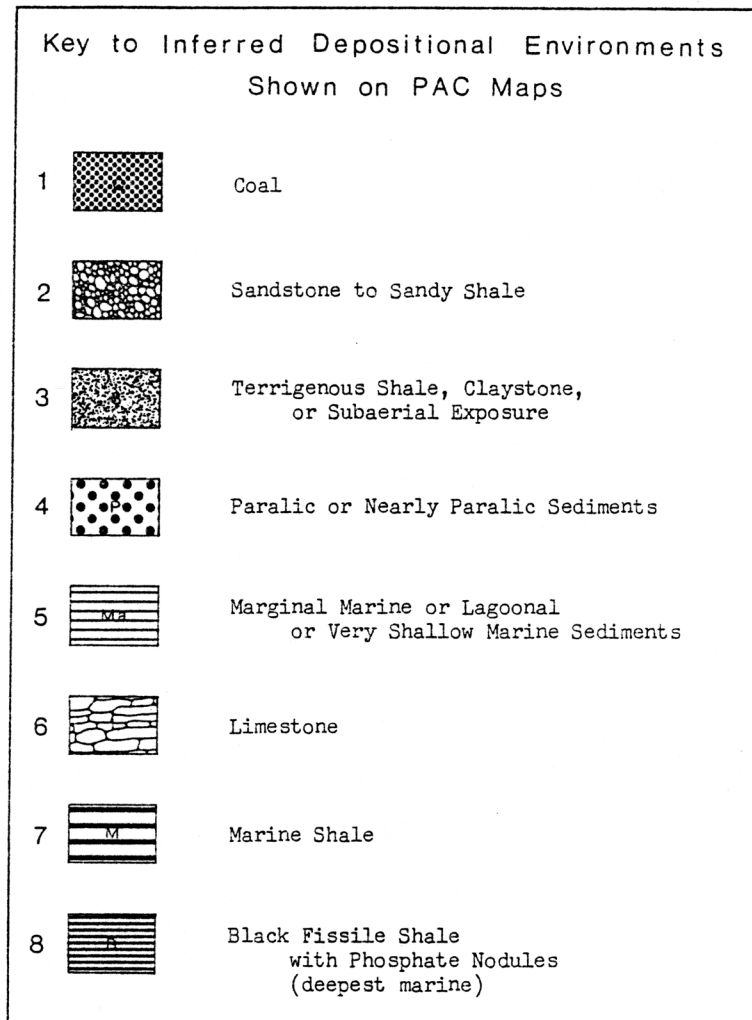 Key to Inferred Depositional Environments
Shown on PAC Maps
1 C Coal
2 Sandstone to Sandy Shale
3 Terrigenous Shale, Claystone,
or Subaerial Exposure
4 P Paralic or Nearly Paralic Sediments
5 Ma Marginal Marine or Lagoonal
or Very Shallow Marine Sediments
6 Limestone
7 M Marine Shale
8 Black Fissile Shale
with Phosphate Nodules
(deepest marine)